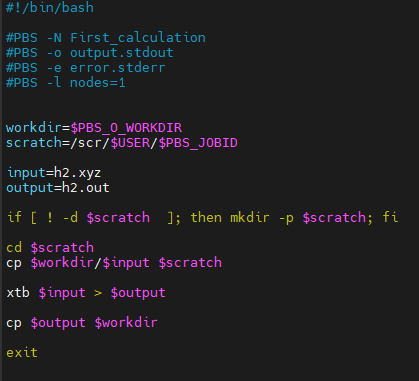 #!/bin/bash
#PBS -N First_calculation
#PBS -o output.stdout
#PBS -e error.stderr
#PBS -l nodes=1
workdir=$PBS_O_WORKDIR
scratch=/scr/$USER/$PBS_JOBID
input=h2.xyz
output=h2.out
if [ ! -d $scratch  ]; then mkdir -p $scratch; fi
cd $scratch
cp $workdir/$input $scratch
xtb $input > $output
cp $output $workdir
exit